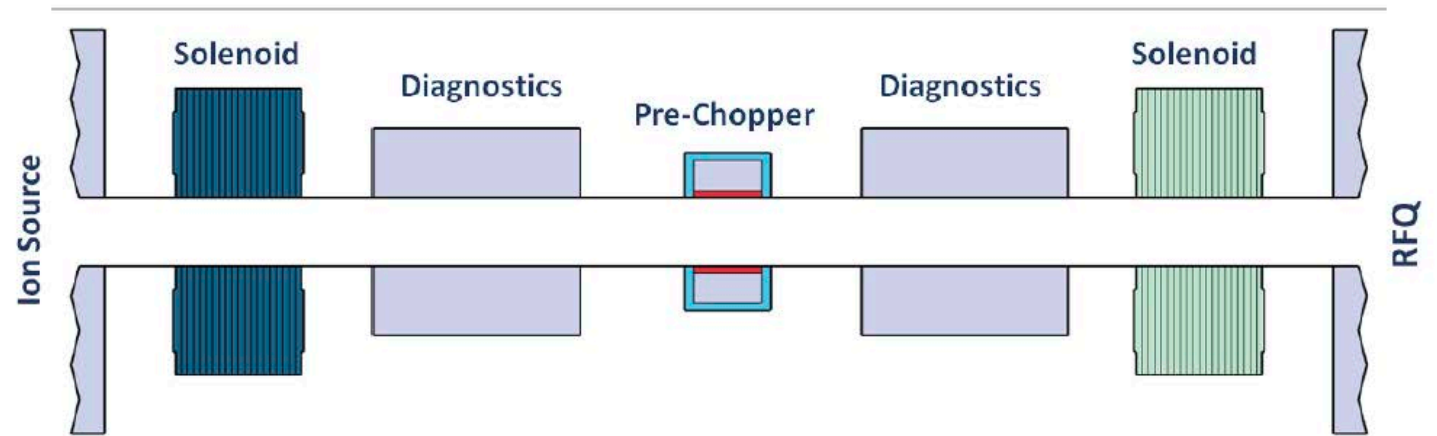 Ion Source
Solenoid
Diagnostics
Pre-Chopper
Diagnostics
Solenoid
RFQ